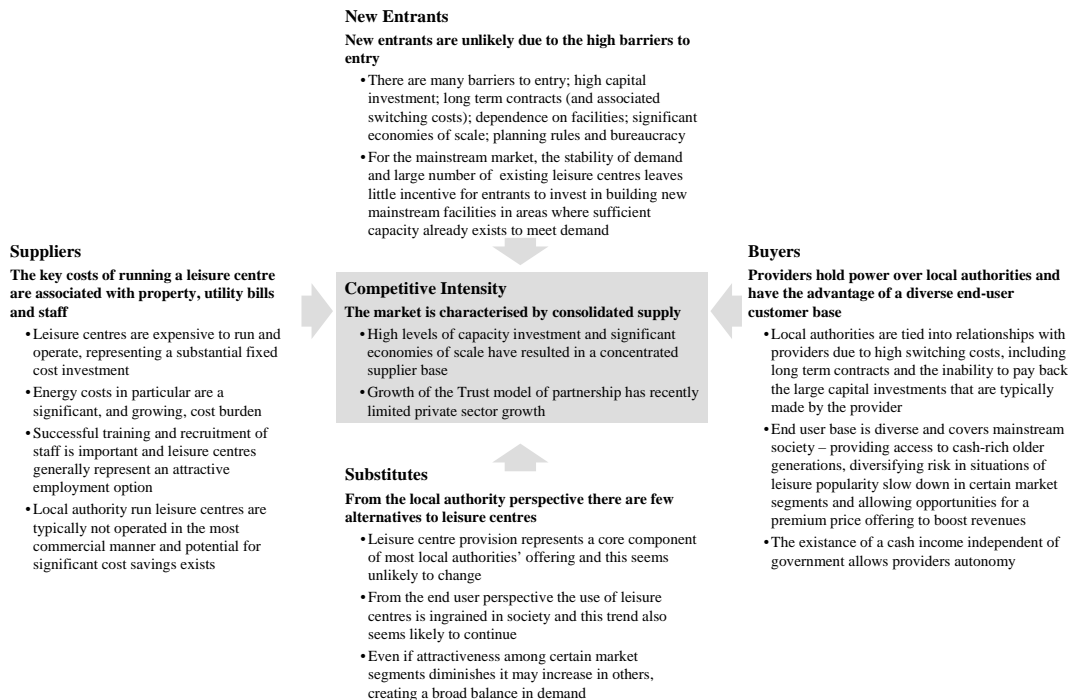 New Entrants
New entrants are unlikely due to the high barriers to
entry
• There are many barriers to entry; high capital
investment; long term contracts (and associated
switching costs); dependence on facilities; significant
economies of scale; planning rules and bureaucracy
• For the mainstream market, the stability of demand
and large number of existing leisure centres leaves
little incentive for entrants to invest in building new
mainstream facilities in areas where sufficient
capacity already exists to meet demand
Suppliers
The key costs of running a leisure centre
are associated with property, utility bills
and staff
• Leisure centres are expensive to run and
operate, representing a substantial fixed
cost investment
• Energy costs in particular are a
significant, and growing, cost burden
• Successful training and recruitment of
staff is important and leisure centres
generally represent an attractive
employment option
• Local authority run leisure centres are
typically not operated in the most
commercial manner and potential for
significant cost savings exists
Competitive Intensity
The market is characterised by consolidated supply
• High levels of capacity investment and significant
economies of scale have resulted in a concentrated
supplier base
• Growth of the Trust model of partnership has recently
limited private sector growth
Buyers
Providers hold power over local authorities and
have the advantage of a diverse end-user
customer base
• Local authorities are tied into relationships with
providers due to high switching costs, including
long term contracts and the inability to pay back
the large capital investments that are typically
made by the provider
• End user base is diverse and covers mainstream
society – providing access to cash-rich older
generations, diversifying risk in situations of
leisure popularity slow down in certain market
segments and allowing opportunities for a
premium price offering to boost revenues
• The existance of a cash income independent of
government allows providers autonomy
Substitutes
From the local authority perspective there are few
alternatives to leisure centres
• Leisure centre provision represents a core component
of most local authorities' offering and this seems
unlikely to change
• From the end user perspective the use of leisure
centres is ingrained in society and this trend also
seems likely to continue
• Even if attractiveness among certain market
segments diminishes it may increase in others,
creating a broad balance in demand